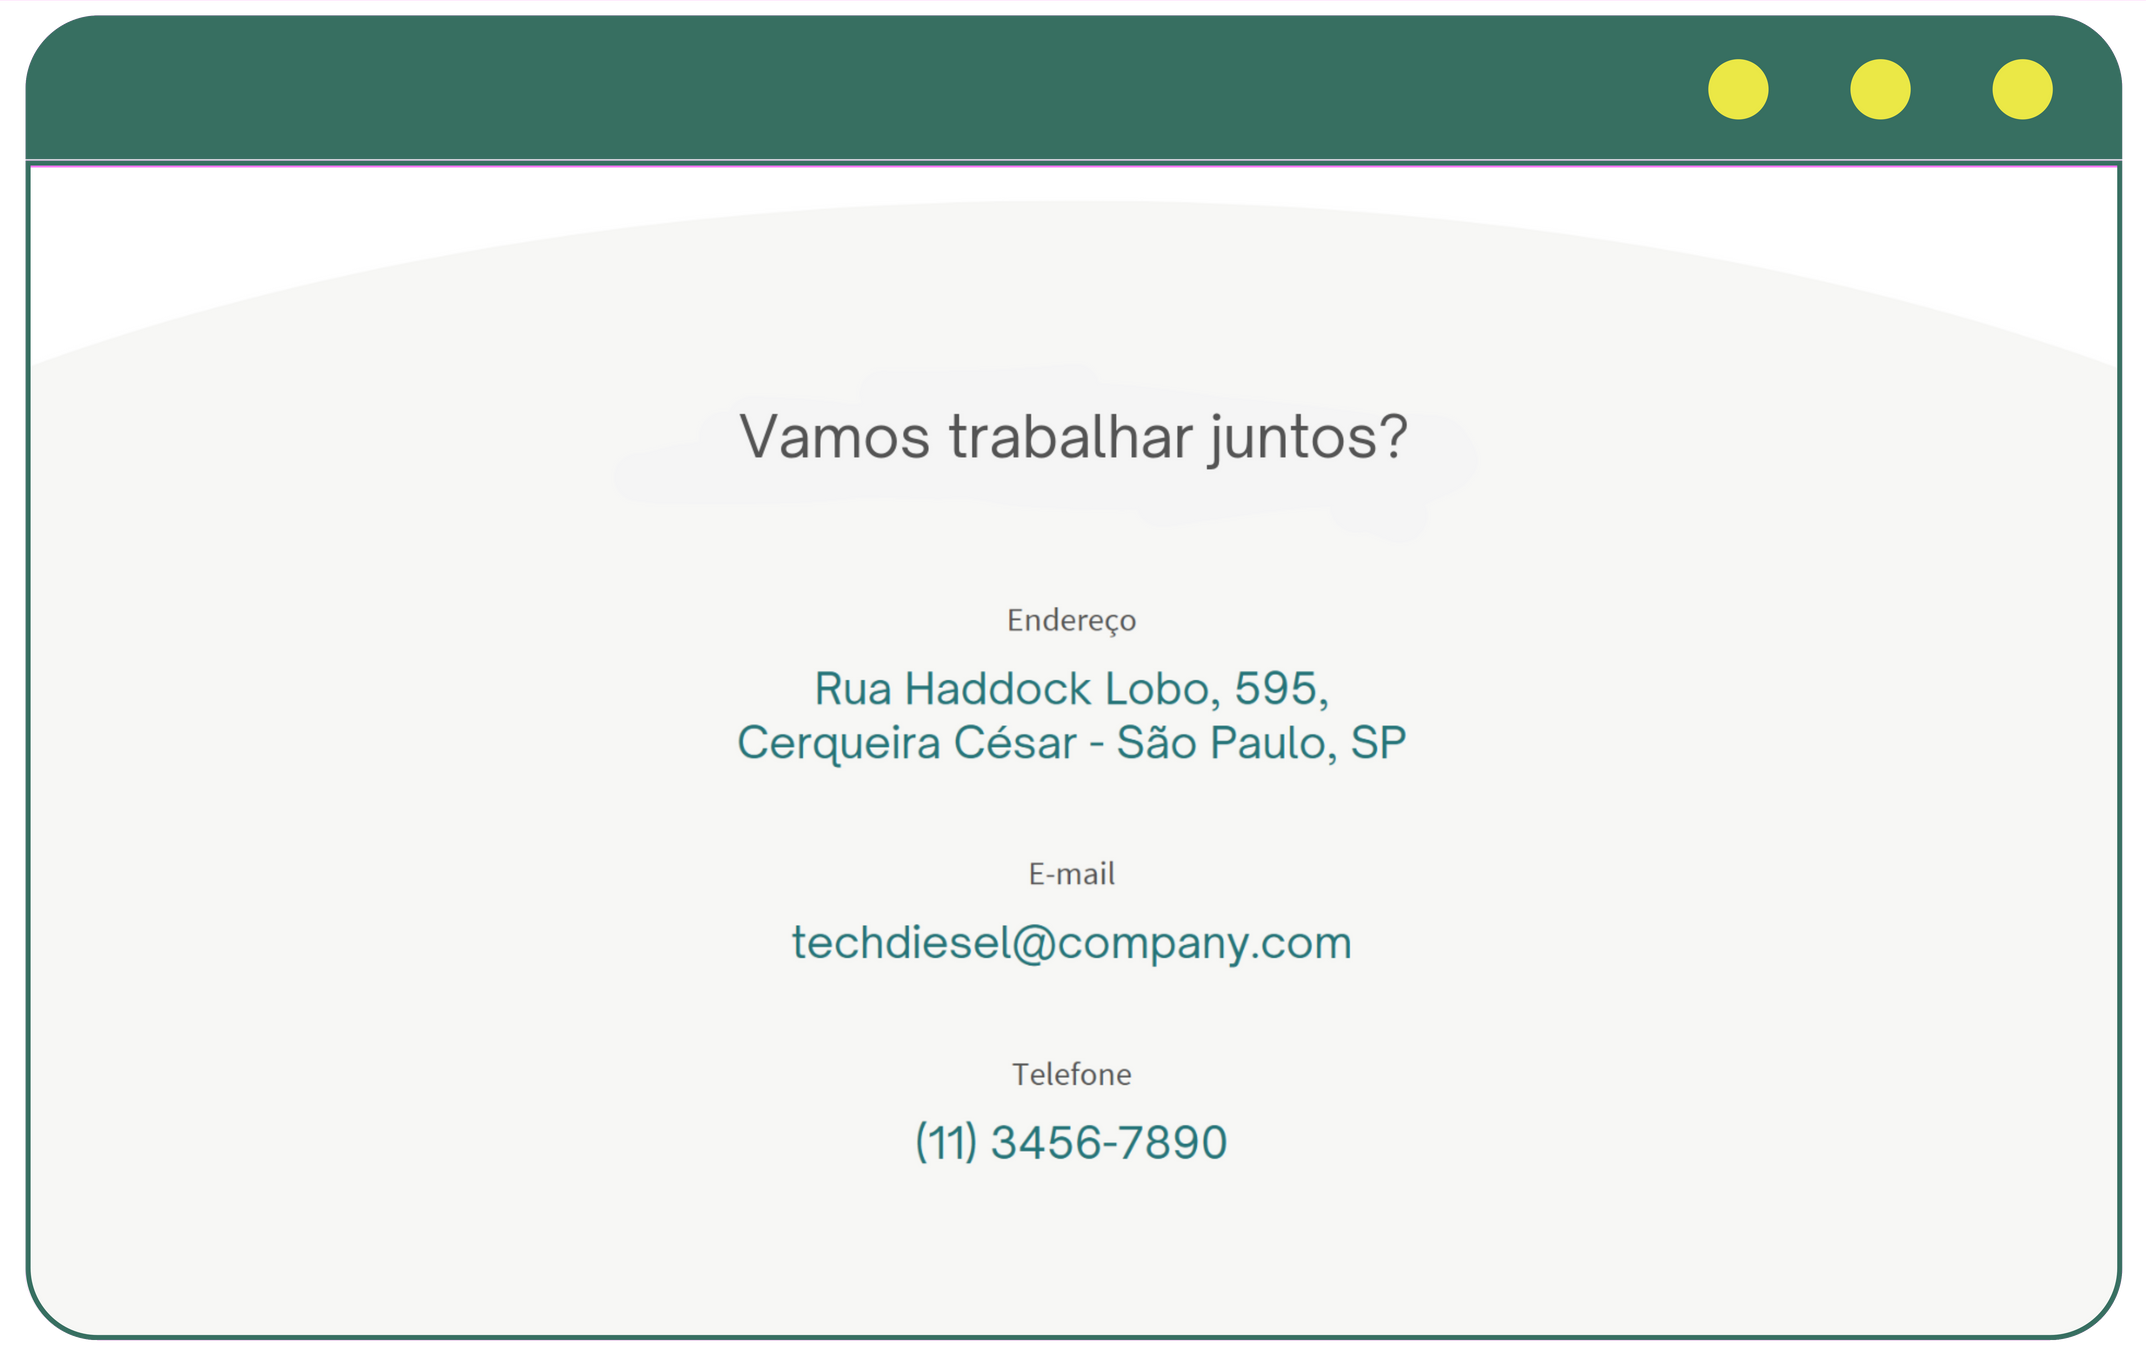 Vamos trabalhar juntos?
Endereço
Rua Haddock Lobo, 595,
Cerqueira César - São Paulo, SP
E-mail
techdiesel@company.com
Telefone
(11) 3456-7890